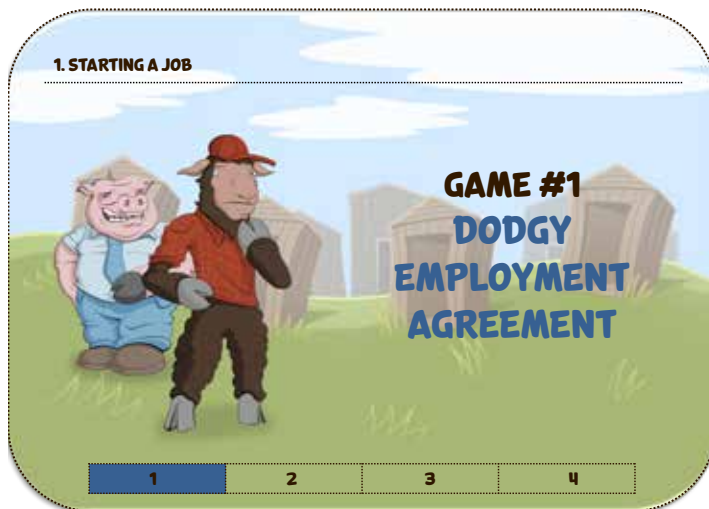 1. STARTING A JOB
GAME #1
DODGY
EMPLOYMENT
AGREEMENT
1 2 3 4